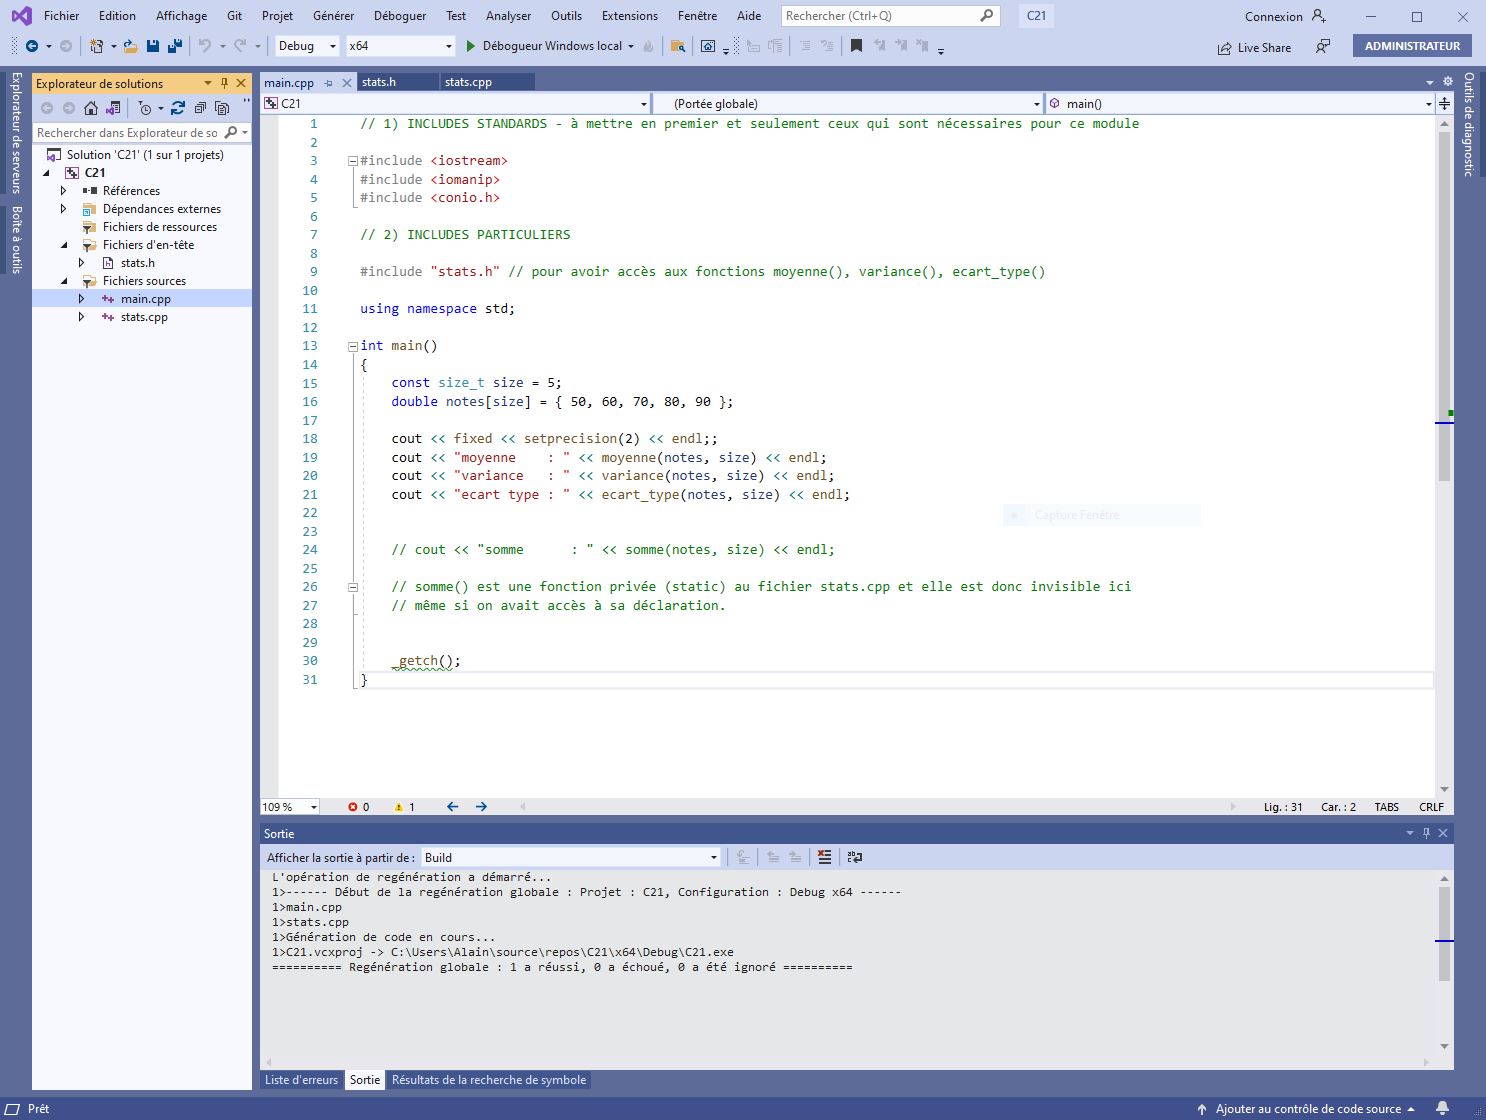 Fichier Edition Affichage Git Projet Générer Déboguer Test Analyser Outils Extensions Fenêtre Aide Rechercher (Ctrl+Q) C21 Connexion
Debug x64 Débogueur Windows local Live Share ADMINISTRATEUR
Explorateur de serveurs
Boîte à outils
Explorateur de solutions
Rechercher dans Explorateur de so
Solution 'C21' (1 sur 1 projets)
C21
Références
Dépendances externes
Fichiers de ressources
Fichiers d'en-tête
stats.h
Fichiers sources
main.cpp
stats.cpp
main.cpp stats.h stats.cpp
C21 (Portée globale) main()
1 // 1) INCLUDES STANDARDS - à mettre en premier et seulement ceux qui sont nécessaires pour ce module
2
3 #include <iostream>
4 #include <iomanip>
5 #include <conio.h>
6
7 // 2) INCLUDES PARTICULIERS
8
9 #include "stats.h" // pour avoir accès aux fonctions moyenne(), variance(), ecart_type()
10
11 using namespace std;
12
13 int main()
14 {
15 const size_t size = 5;
16 double notes[size] = { 50, 60, 70, 80, 90 };
17
18 cout << fixed << setprecision(2) << endl;;
19 cout << "moyenne    : " << moyenne(notes, size) << endl;
20 cout << "variance   : " << variance(notes, size) << endl;
21 cout << "ecart type : " << ecart_type(notes, size) << endl;
22
23
24 // cout << "somme      : " << somme(notes, size) << endl;
25
26 // somme() est une fonction privée (static) au fichier stats.cpp et elle est donc invisible ici
27 // même si on avait accès à sa déclaration.
28
29
30 _getch();
31 }
Capture Fenêtre
109 % 0 1 Lig. : 31 Car. : 2 TABS CRLF
Outils de diagnostic
Sortie
Afficher la sortie à partir de : Build
L'opération de regénération a démarré...
1>------ Début de la regénération globale : Projet : C21, Configuration : Debug x64 ------
1>main.cpp
1>stats.cpp
1>Génération de code en cours...
1>C21.vcxproj -> C:\Users\Alain\source\repos\C21\x64\Debug\C21.exe
========== Regénération globale : 1 a réussi, 0 a échoué, 0 a été ignoré ==========
Liste d'erreurs Sortie Résultats de la recherche de symbole
Prêt Ajouter au contrôle de code source